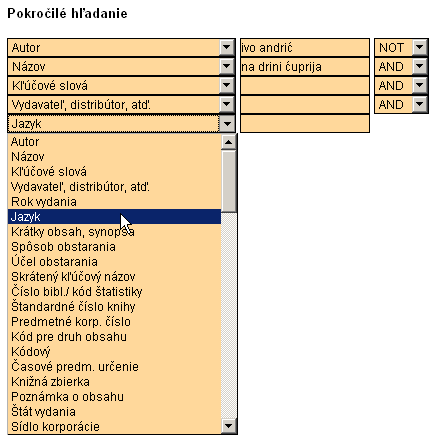 Pokročilé hľadanie
Autor ivo andrić NOT
Názov na drini ćuprija AND
Kľúčové slová AND
Vydavateľ, distribútor, atď. AND
Jazyk
Autor
Názov
Kľúčové slová
Vydavateľ, distribútor, atď.
Rok vydania
Jazyk
Krátky obsah, synopsa
Spôsob obstarania
Účel obstarania
Skrátený kľúčový názov
Číslo bibl./ kód štatistiky
Štandardné číslo knihy
Predmetné korp. číslo
Kód pre druh obsahu
Kódový
Časové predm. určenie
Knižná zbierka
Poznámka o obsahu
Štát vydania
Sídlo korporácie